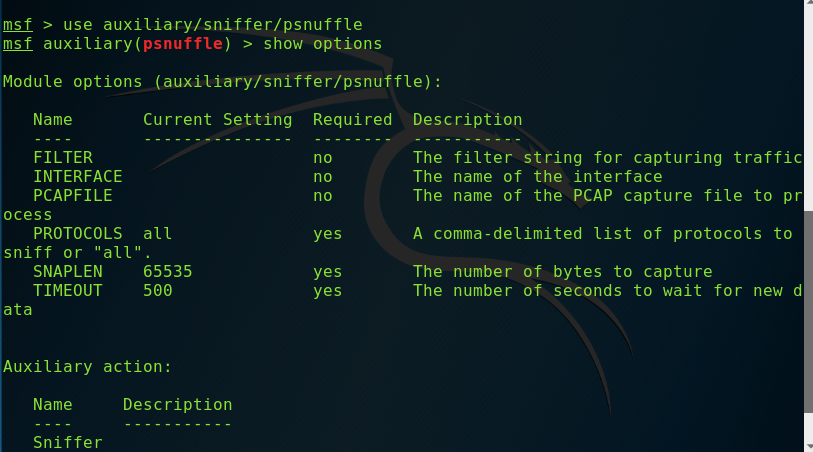 msf > use auxiliary/sniffer/psnuffle
msf auxiliary(psnuffle) > show options
Module options (auxiliary/sniffer/psnuffle):
   Name       Current Setting  Required  Description
   ----       ---------------  --------  -----------
   FILTER                      no        The filter string for capturing traffic
   INTERFACE                   no        The name of the interface
   PCAPFILE                    no        The name of the PCAP capture file to pr
ocess
   PROTOCOLS  all              yes       A comma-delimited list of protocols to
sniff or "all".
   SNAPLEN    65535            yes       The number of bytes to capture
   TIMEOUT    500              yes       The number of seconds to wait for new d
ata
Auxiliary action:
   Name     Description
   ----     -----------
   Sniffer